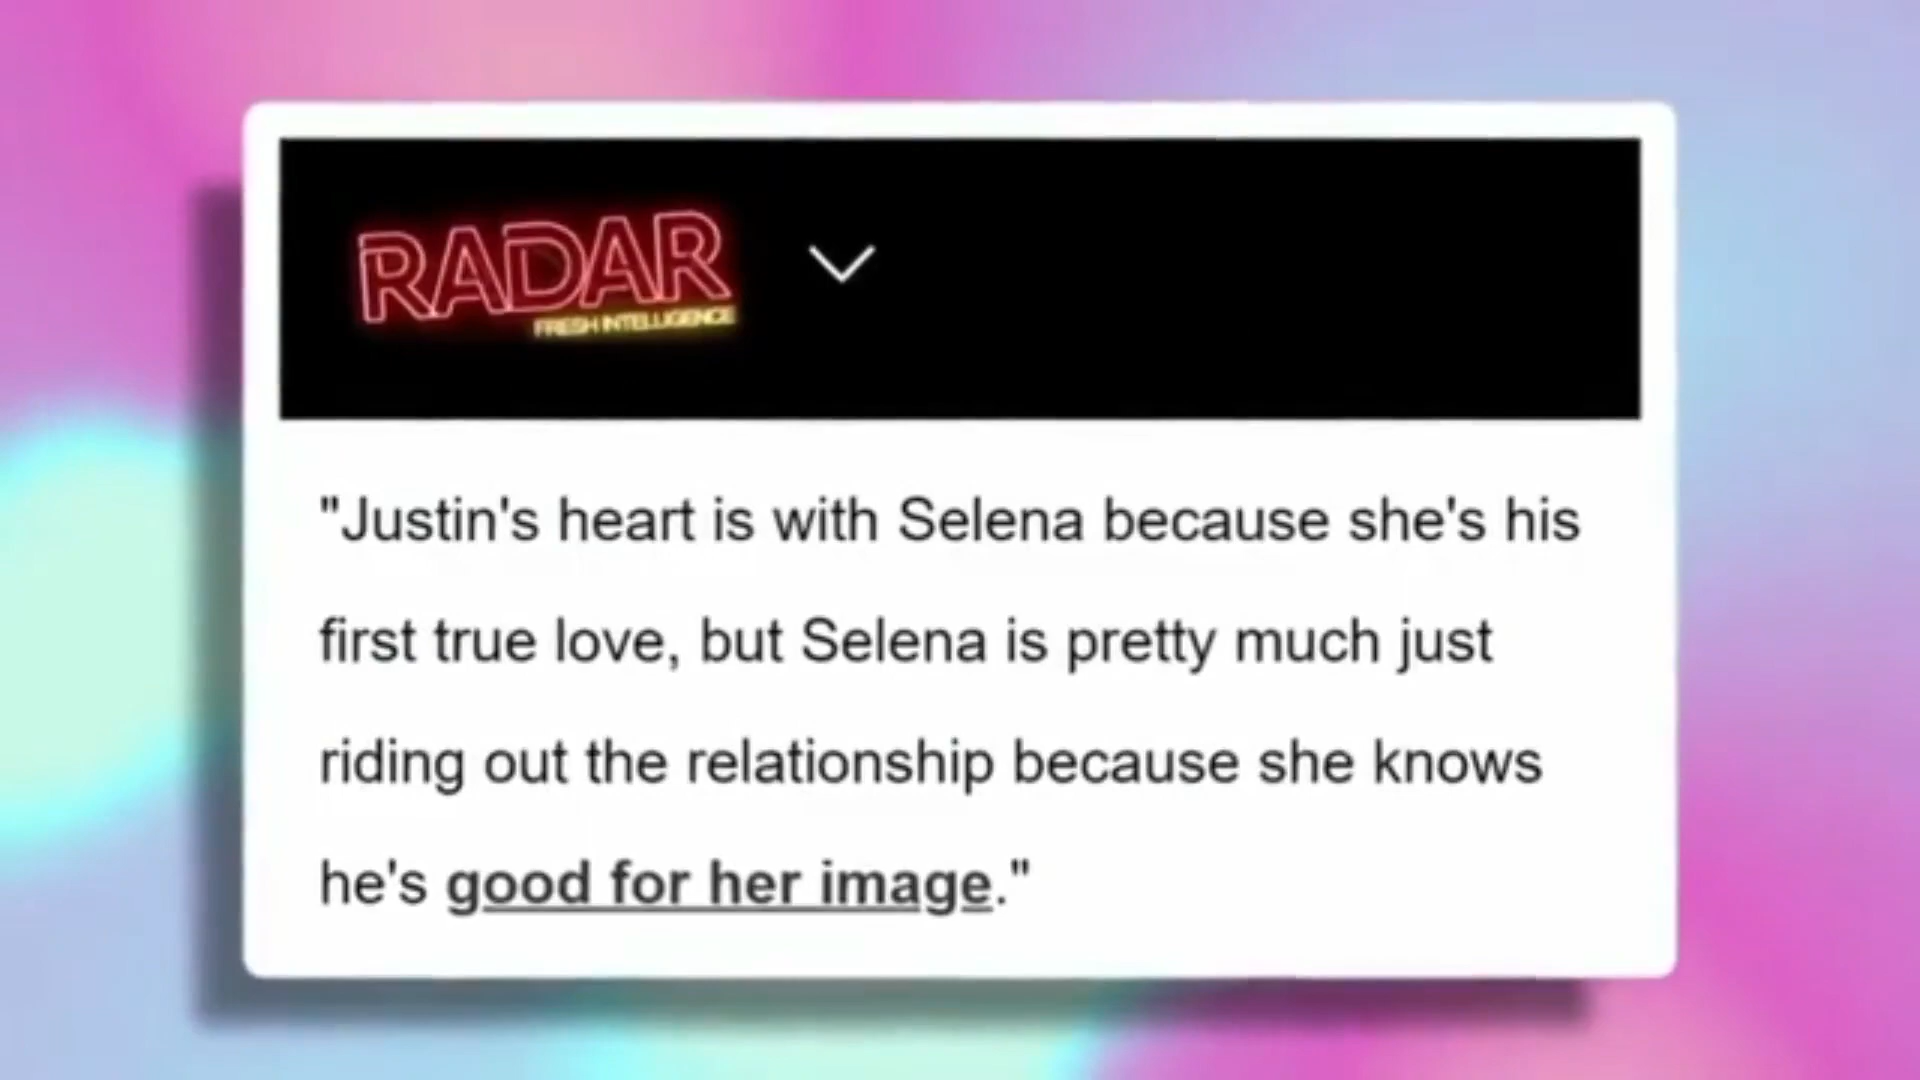 RADAR
FRESH INTELLIGENCE
"Justin's heart is with Selena because she's his
first true love, but Selena is pretty much just
riding out the relationship because she knows
he's good for her image."